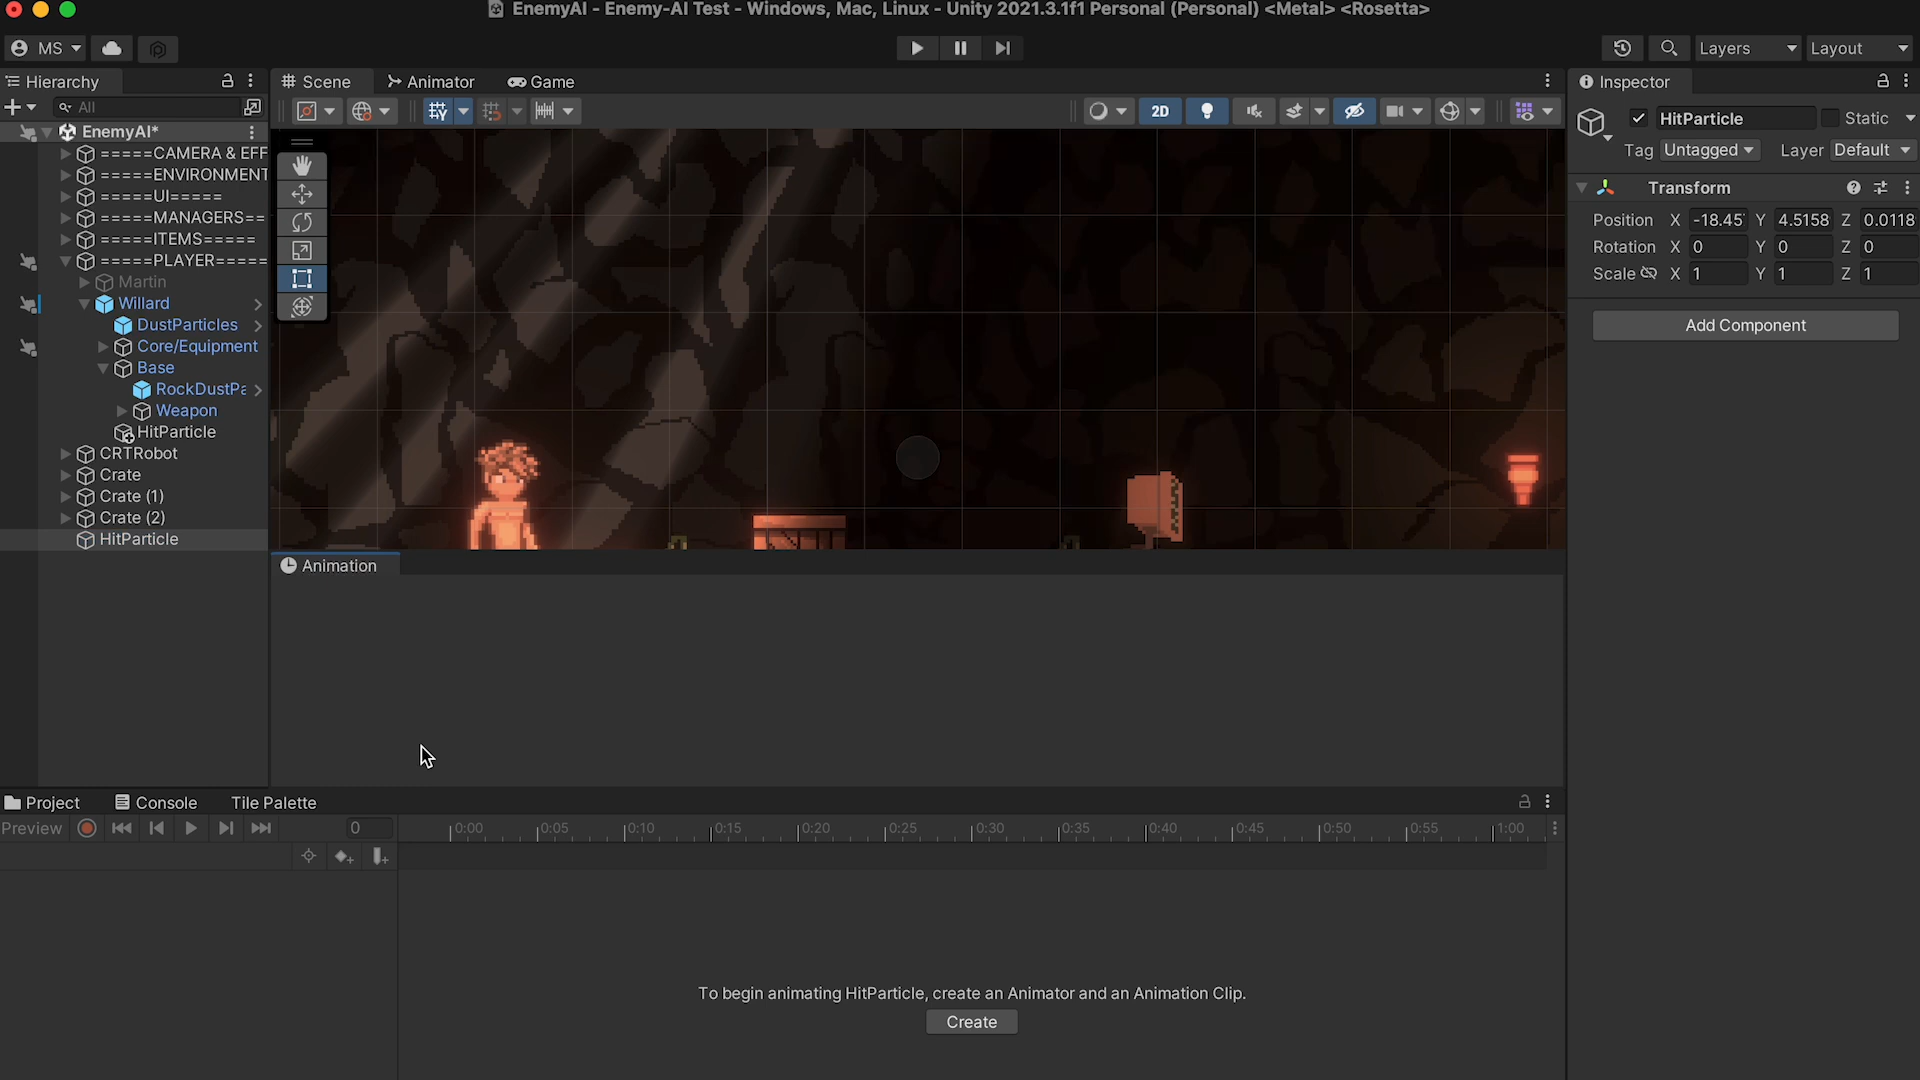 EnemyAI - Enemy-AI Test - Windows, Mac, Linux - Unity 2021.3.1f1 Personal (Personal) <Metal> <Rosetta>
MS
Layers
Layout
Hierarchy
Scene
Animator
Game
Inspector
All
2D
EnemyAI*
=====CAMERA & EFF
=====ENVIRONMENT
=====UI=====
=====MANAGERS==
=====ITEMS=====
=====PLAYER=====
Martin
Willard
DustParticles
Core/Equipment
Base
RockDustPa
Weapon
HitParticle
CRTRobot
Crate
Crate (1)
Crate (2)
HitParticle
HitParticle
Static
Tag Untagged
Layer Default
Transform
Position X -18.45 Y 4.5158 Z 0.0118
Rotation X 0 Y 0 Z 0
Scale X 1 Y 1 Z 1
Add Component
Animation
Project
Console
Tile Palette
Preview
0
0:00 0:05 0:10 0:15 0:20 0:25 0:30 0:35 0:40 0:45 0:50 0:55 1:00
To begin animating HitParticle, create an Animator and an Animation Clip.
Create